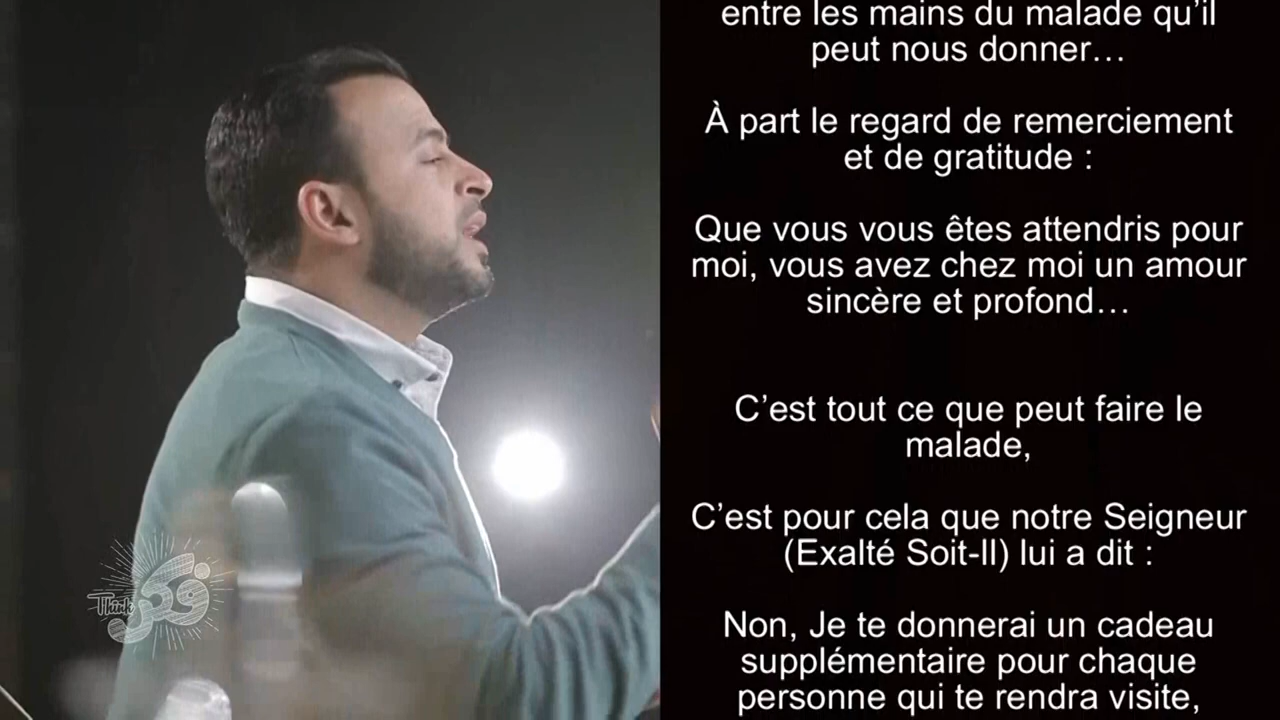 entre les mains du malade qu’il
peut nous donner…
À part le regard de remerciement
et de gratitude :
Que vous vous êtes attendris pour
moi, vous avez chez moi un amour
sincère et profond…
C’est tout ce que peut faire le
malade,
C’est pour cela que notre Seigneur
(Exalté Soit-Il) lui a dit :
Non, Je te donnerai un cadeau
supplémentaire pour chaque
personne qui te rendra visite,
Think
فكر